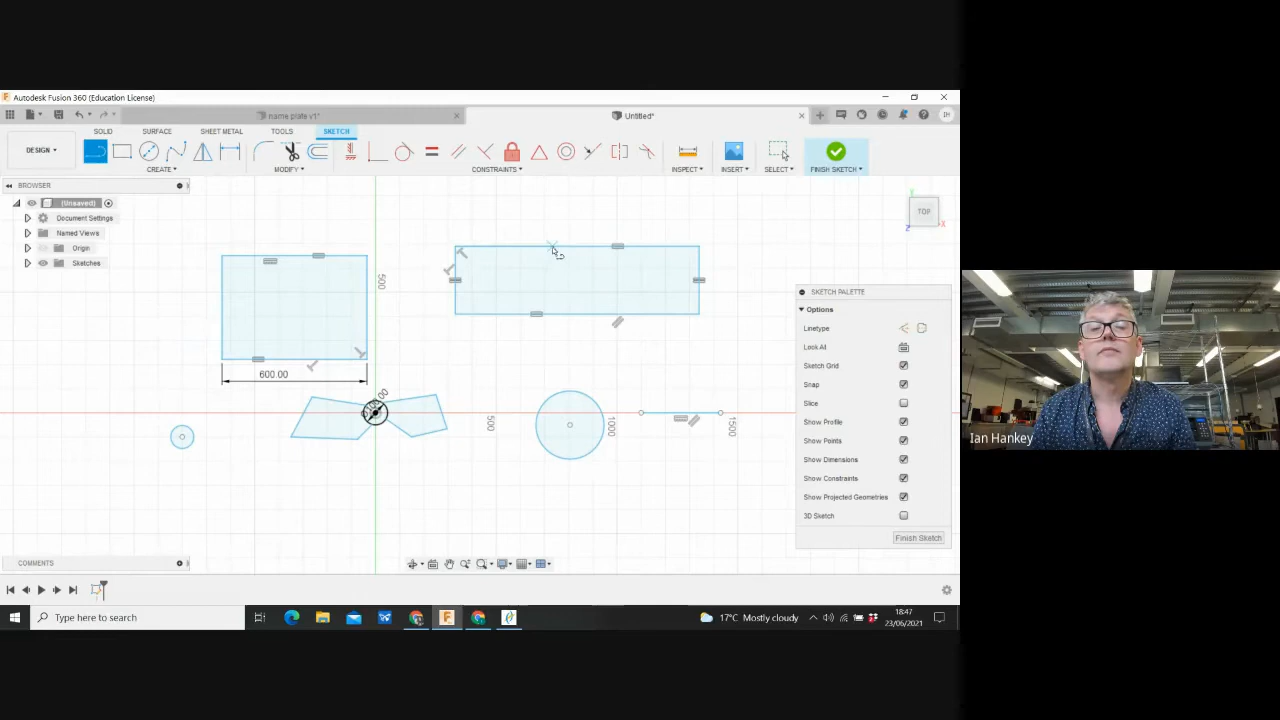 Autodesk Fusion 360 (Education License)
name plate v1*
Untitled*
IH
SOLID SURFACE SHEET METAL TOOLS SKETCH
DESIGN
CREATE MODIFY CONSTRAINTS INSPECT INSERT SELECT FINISH SKETCH
BROWSER
(Unsaved)
Document Settings
Named Views
Origin
Sketches
TOP
Y
X
Z
500
600.00
500
1000
1500
SKETCH PALETTE
Options
Linetype
Look At
Sketch Grid
Snap
Slice
Show Profile
Show Points
Show Dimensions
Show Constraints
Show Projected Geometries
3D Sketch
Finish Sketch
Ian Hankey
COMMENTS
Type here to search
17°C Mostly cloudy
18:47
23/06/2021